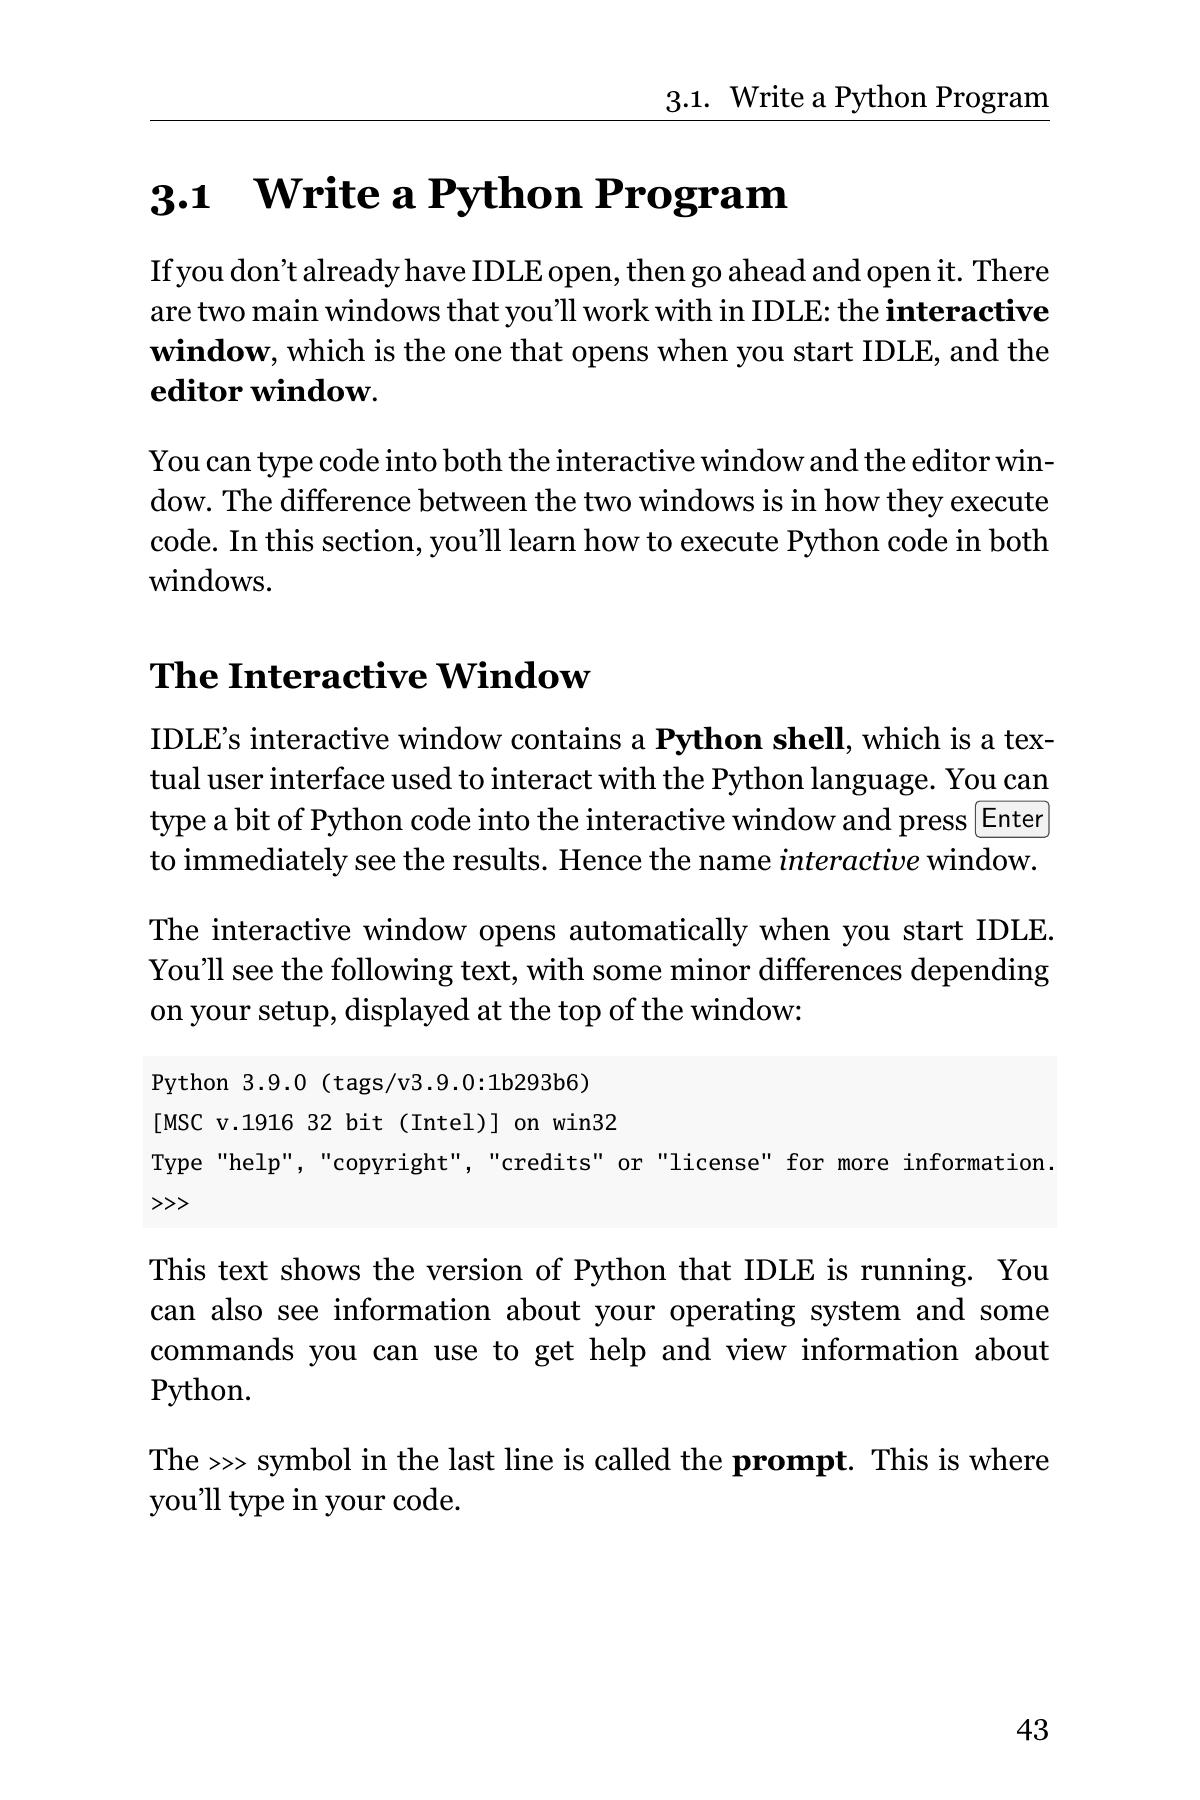 3.1. Write a Python Program
3.1 Write a Python Program
If you don’t already have IDLE open, then go ahead and open it. There
are two main windows that you’ll work with in IDLE: the interactive
window, which is the one that opens when you start IDLE, and the
editor window.
You can type code into both the interactive window and the editor win-
dow. The difference between the two windows is in how they execute
code. In this section, you’ll learn how to execute Python code in both
windows.
The Interactive Window
IDLE’s interactive window contains a Python shell, which is a tex-
tual user interface used to interact with the Python language. You can
type a bit of Python code into the interactive window and press Enter
to immediately see the results. Hence the name interactive window.
The interactive window opens automatically when you start IDLE.
You’ll see the following text, with some minor differences depending
on your setup, displayed at the top of the window:
Python 3.9.0 (tags/v3.9.0:1b293b6)
[MSC v.1916 32 bit (Intel)] on win32
Type "help", "copyright", "credits" or "license" for more information.
>>>
This text shows the version of Python that IDLE is running. You
can also see information about your operating system and some
commands you can use to get help and view information about
Python.
The >>> symbol in the last line is called the prompt. This is where
you’ll type in your code.
43